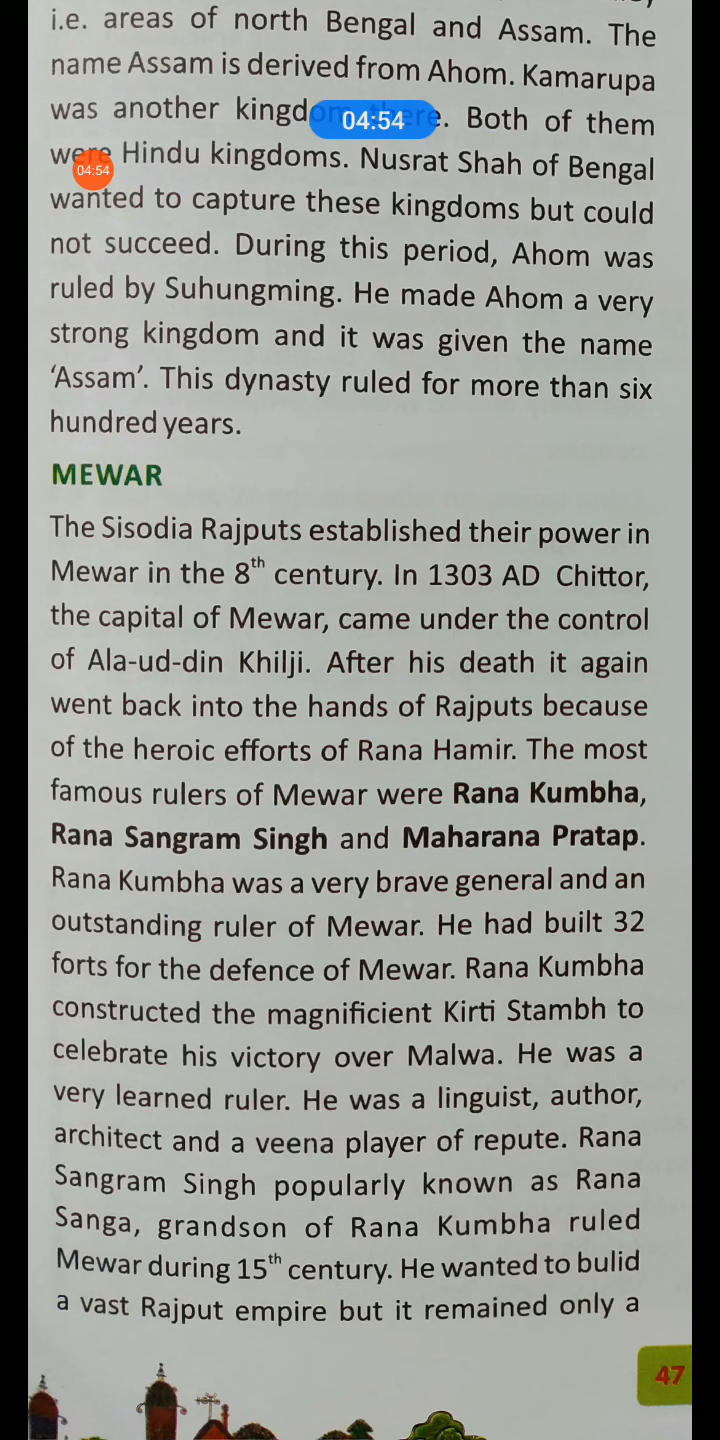 i.e. areas of north Bengal and Assam. The
name Assam is derived from Ahom. Kamarupa
was another kingdom there. Both of them
04:54
were Hindu kingdoms. Nusrat Shah of Bengal
04:54
wanted to capture these kingdoms but could
not succeed. During this period, Ahom was
ruled by Suhungming. He made Ahom a very
strong kingdom and it was given the name
‘Assam’. This dynasty ruled for more than six
hundred years.
MEWAR
The Sisodia Rajputs established their power in
Mewar in the 8th century. In 1303 AD Chittor,
the capital of Mewar, came under the control
of Ala-ud-din Khilji. After his death it again
went back into the hands of Rajputs because
of the heroic efforts of Rana Hamir. The most
famous rulers of Mewar were Rana Kumbha,
Rana Sangram Singh and Maharana Pratap.
Rana Kumbha was a very brave general and an
outstanding ruler of Mewar. He had built 32
forts for the defence of Mewar. Rana Kumbha
constructed the magnificient Kirti Stambh to
celebrate his victory over Malwa. He was a
very learned ruler. He was a linguist, author,
architect and a veena player of repute. Rana
Sangram Singh popularly known as Rana
Sanga, grandson of Rana Kumbha ruled
Mewar during 15th century. He wanted to bulid
a vast Rajput empire but it remained only a
47